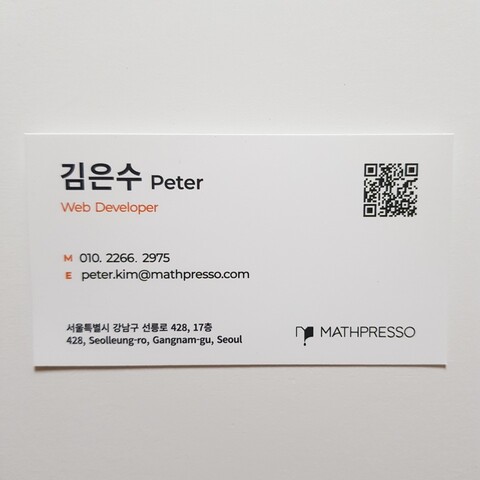 김은수 Peter
Web Developer
M 010. 2266. 2975
E peter.kim@mathpresso.com
서울특별시 강남구 선릉로 428, 17층
428, Seolleung-ro, Gangnam-gu, Seoul
MATHPRESSO